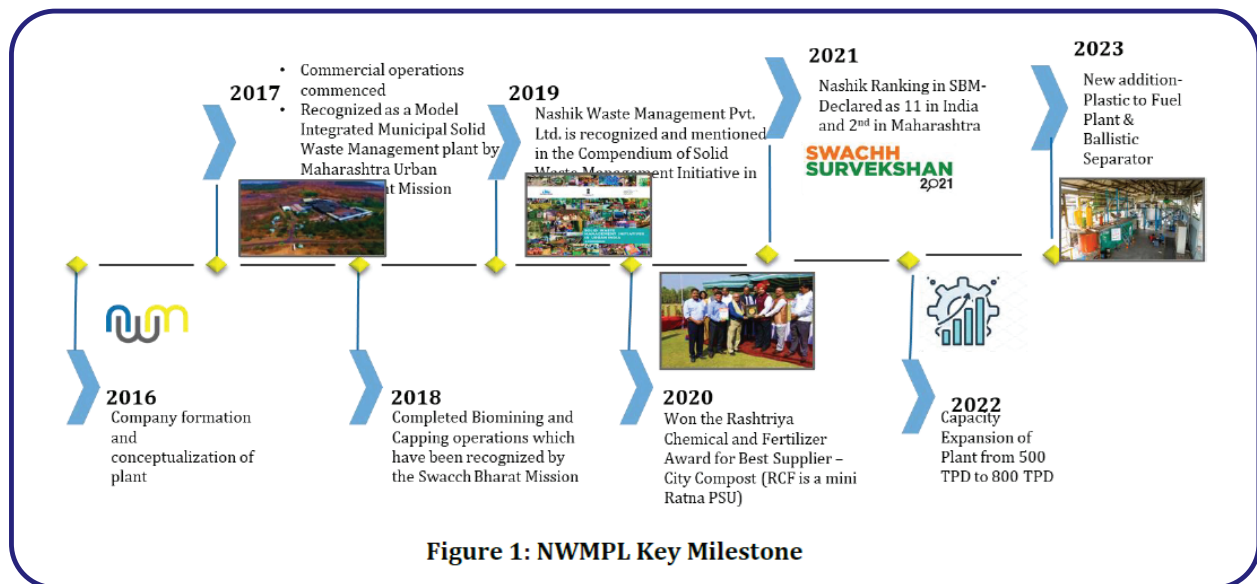 2017
• Commercial operations
commenced
• Recognized as a Model
Integrated Municipal Solid
Waste Management plant by
Maharashtra Urban
Mission
2019
Nashik Waste Management Pvt.
Ltd. is recognized and mentioned
in the Compendium of Solid
Waste Management Initiative in
2021
Nashik Ranking in SBM-
Declared as 11 in India
and 2nd in Maharashtra
SWACHH
SURVEKSHAN
2021
2023
New addition-
Plastic to Fuel
Plant &
Ballistic
Separator
nwm
2016
Company formation
and
conceptualization of
plant
2018
Completed Biomining and
Capping operations which
have been recognized by
the Swacch Bharat Mission
2020
Won the Rashtriya
Chemical and Fertilizer
Award for Best Supplier –
City Compost (RCF is a mini
Ratna PSU)
2022
Capacity
Expansion of
Plant from 500
TPD to 800 TPD
Figure 1: NWMPL Key Milestone